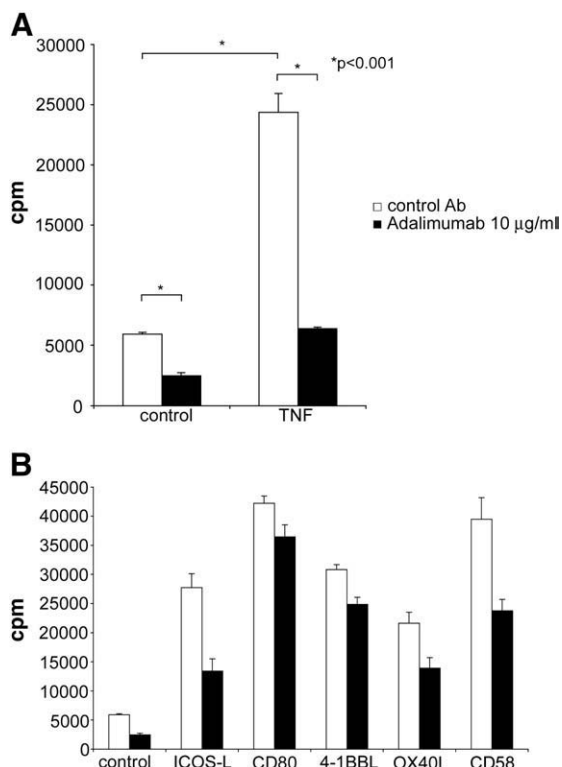 A
30000
25000
20000
15000
10000
5000
0
cpm
*
*
*
*p<0.001
control Ab
Adalimumab 10 µg/ml
control TNF
B
45000
40000
35000
30000
25000
20000
15000
10000
5000
0
cpm
control ICOS-L CD80 4-1BBL OX40L CD58